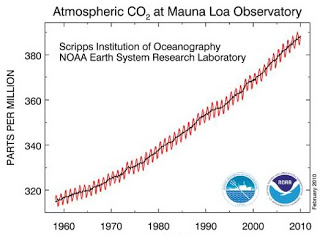 Atmospheric CO₂ at Mauna Loa Observatory
Scripps Institution of Oceanography
NOAA Earth System Research Laboratory
PARTS PER MILLION
380
360
340
320
1960
1970
1980
1990
2000
2010
NOAA
February 2010